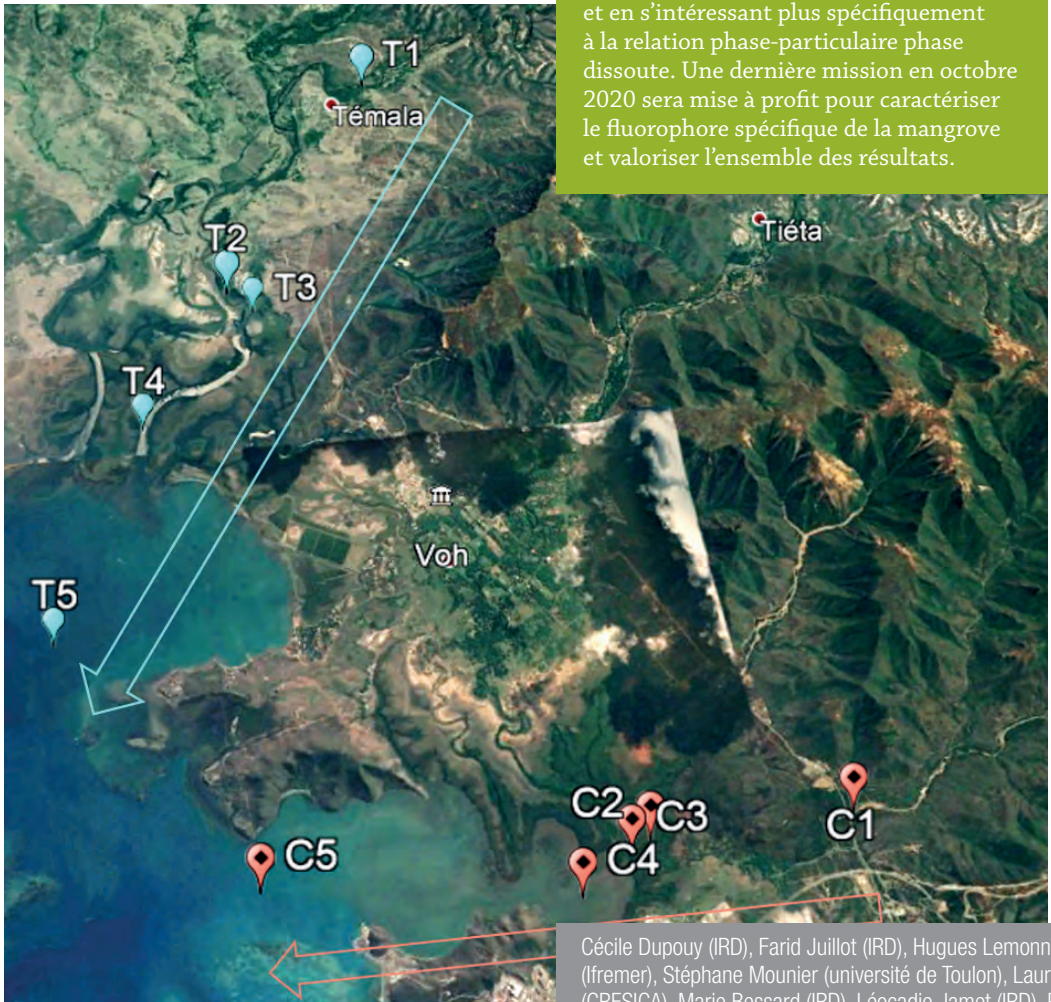 et en s’intéressant plus spécifiquement
à la relation phase-particulaire phase
dissoute. Une dernière mission en octobre
2020 sera mise à profit pour caractériser
le fluorophore spécifique de la mangrove
et valoriser l’ensemble des résultats.
T1
Témala
Tiéta
T2
T3
T4
Voh
T5
C2
C3
C1
C4
C5
Cécile Dupouy (IRD), Farid Juillot (IRD), Hugues Lemonn
(Ifremer), Stéphane Mounier (université de Toulon), Laur
(CRESICA), Marie Bossard (IRD), Léocadie Jamet (IRD)